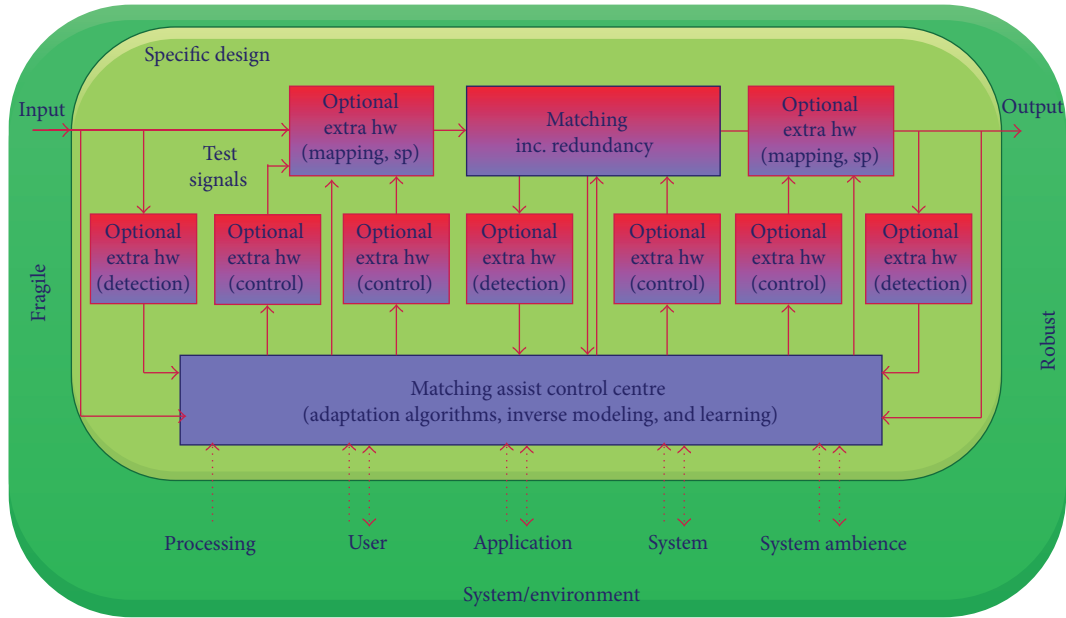 Specific design
Input
Optional
extra hw
(mapping, sp)
Matching
inc. redundancy
Optional
extra hw
(mapping, sp)
Output
Test
signals
Fragile
Optional
extra hw
(detection)
Optional
extra hw
(control)
Optional
extra hw
(control)
Optional
extra hw
(detection)
Optional
extra hw
(control)
Optional
extra hw
(control)
Optional
extra hw
(detection)
Robust
Matching assist control centre
(adaptation algorithms, inverse modeling, and learning)
Processing
User
Application
System
System ambience
System/environment